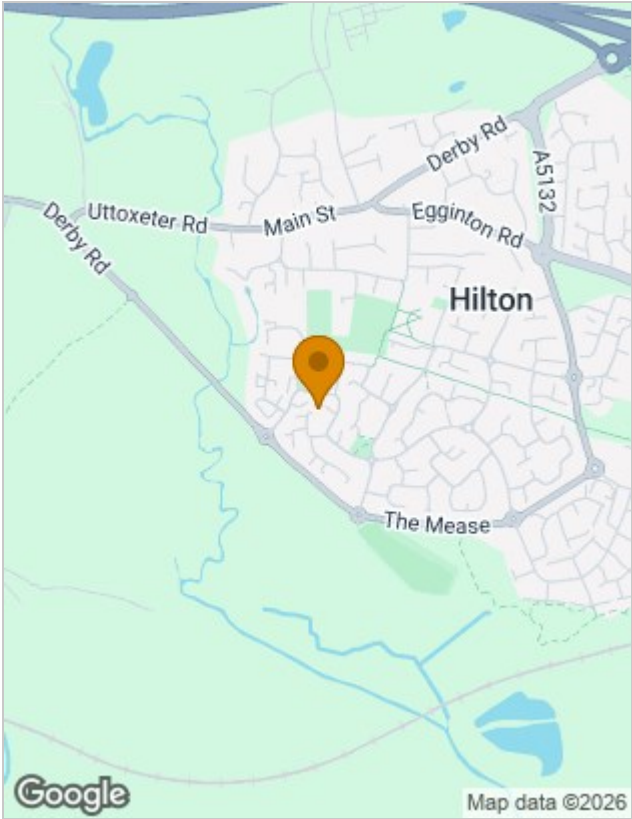 Derby Rd
A5132
Uttoxeter Rd
Main St
Egginton Rd
Derby Rd
Hilton
The Mease
Google
Map data ©2026